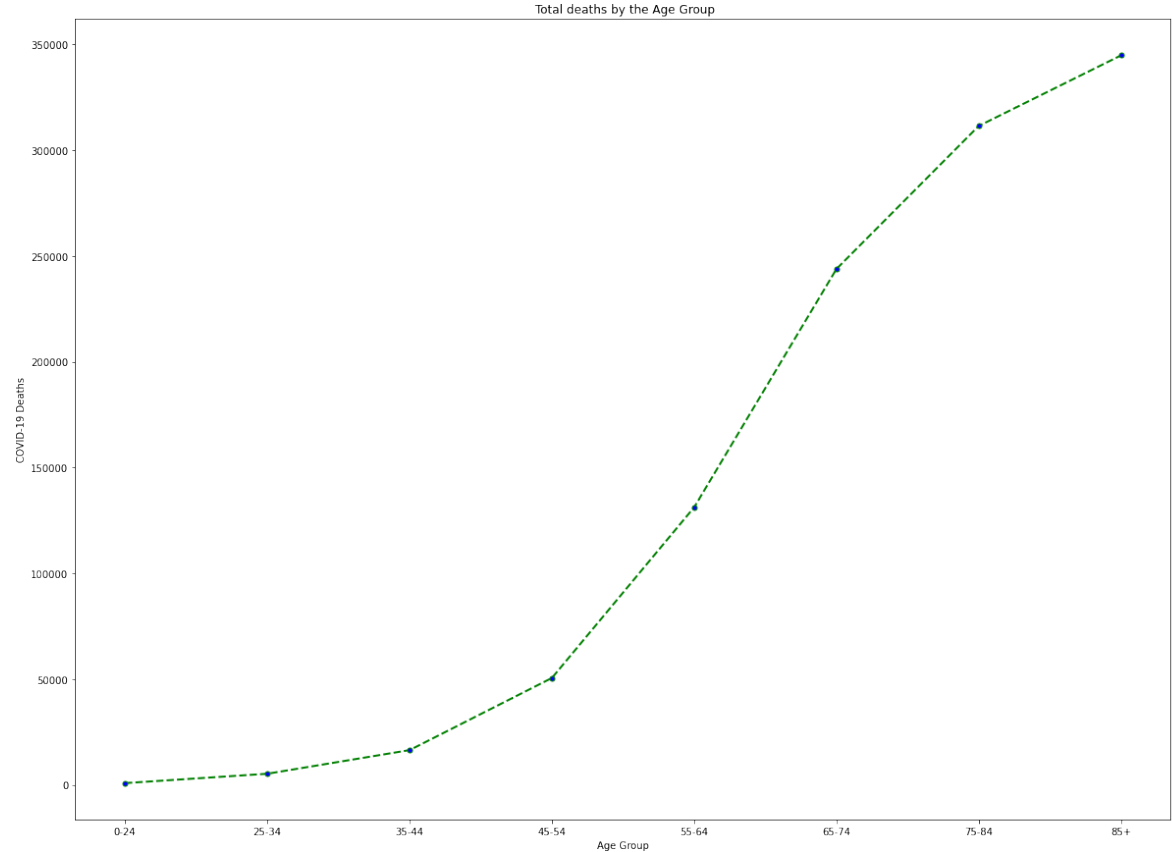 Total deaths by the Age Group
350000
300000
250000
200000
150000
100000
50000
0
COVID-19 Deaths
0-24 25-34 35-44 45-54 55-64 65-74 75-84 85+
Age Group